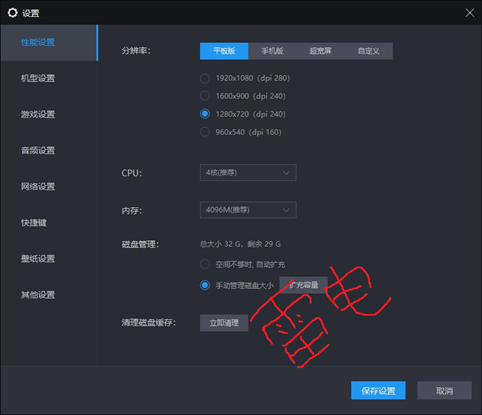 设置
性能设置
机型设置
游戏设置
音频设置
网络设置
快捷键
壁纸设置
其他设置
分辨率： 平板版 手机版 超宽屏 自定义
1920x1080（dpi 280）
1600x900（dpi 240）
1280x720（dpi 240）
960x540（dpi 160）
CPU： 4核(推荐)
内存： 4096M(推荐)
磁盘管理： 总大小 32 G，剩余 29 G
空间不够时, 自动扩充
手动管理磁盘大小 扩充容量
清理磁盘缓存： 立即清理
雷电
保存设置 取消